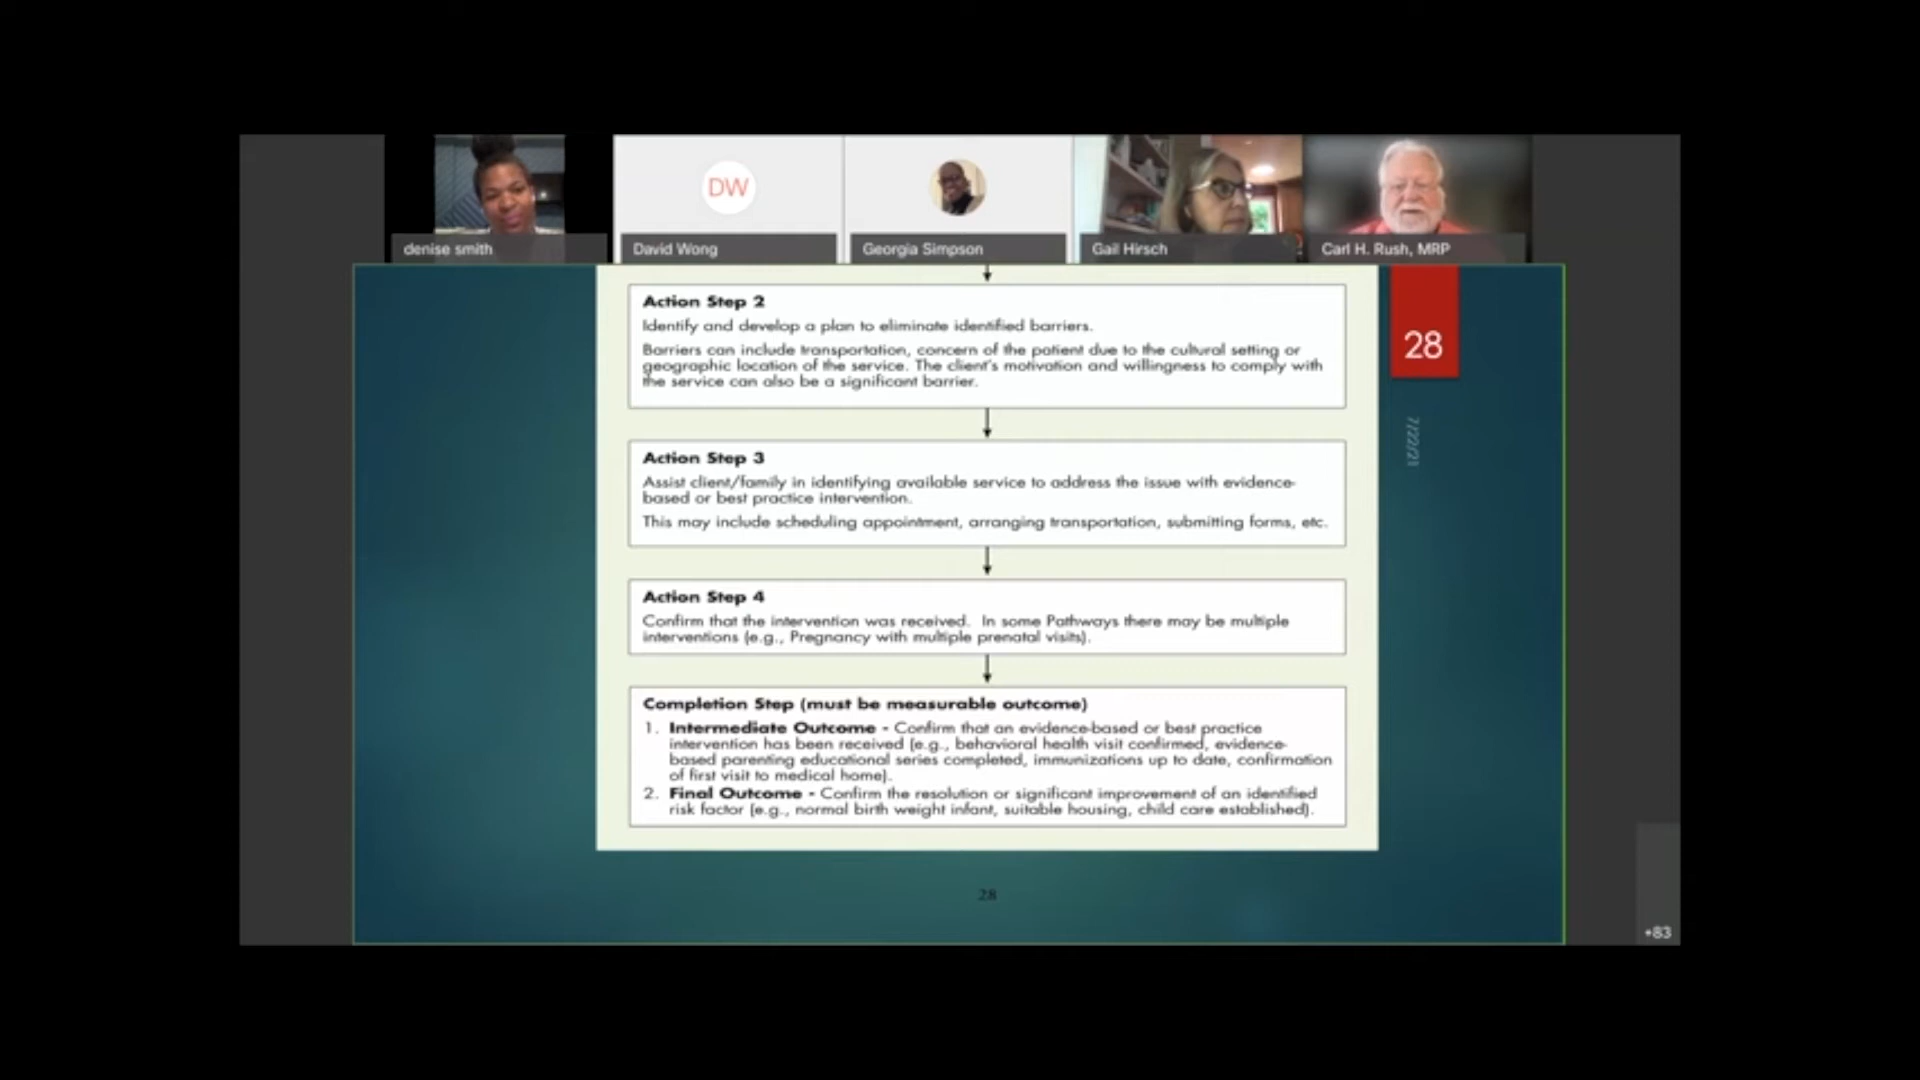 DW
denise smith
David Wong
Georgia Simpson
Gail Hirsch
Carl H. Rush, MRP
Action Step 2
Identify and develop a plan to eliminate identified barriers.
Barriers can include transportation, concern of the patient due to the cultural setting or
geographic location of the service. The client's motivation and willingness to comply with
the service can also be a significant barrier.
28
7/22/21
Action Step 3
Assist client/family in identifying available service to address the issue with evidence-
based or best practice intervention.
This may include scheduling appointment, arranging transportation, submitting forms, etc.
Action Step 4
Confirm that the intervention was received. In some Pathways there may be multiple
interventions (e.g., Pregnancy with multiple prenatal visits).
Completion Step (must be measurable outcome)
1. Intermediate Outcome - Confirm that an evidence-based or best practice
intervention has been received (e.g., behavioral health visit confirmed, evidence-
based parenting educational series completed, immunizations up to date, confirmation
of first visit to medical home).
2. Final Outcome - Confirm the resolution or significant improvement of an identified
risk factor (e.g., normal birth weight infant, suitable housing, child care established).
28
+83